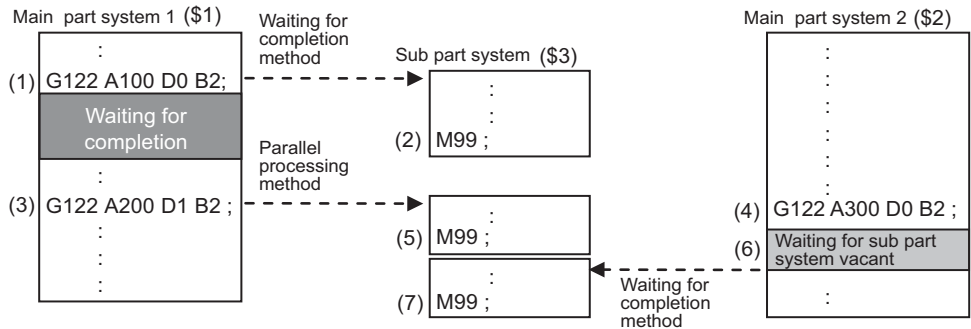 Main part system 1 ($1)
:
(1) G122 A100 D0 B2;
Waiting for
completion
:
(3) G122 A200 D1 B2 ;
:
:
:
Waiting for
completion
method
Parallel
processing
method
Sub part system ($3)
:
:
(2) M99 ;
:
(5) M99 ;
:
(7) M99 ;
Waiting for
completion
method
Main part system 2 ($2)
:
:
:
:
:
:
(4) G122 A300 D0 B2 ;
(6) Waiting for sub part
system vacant
: